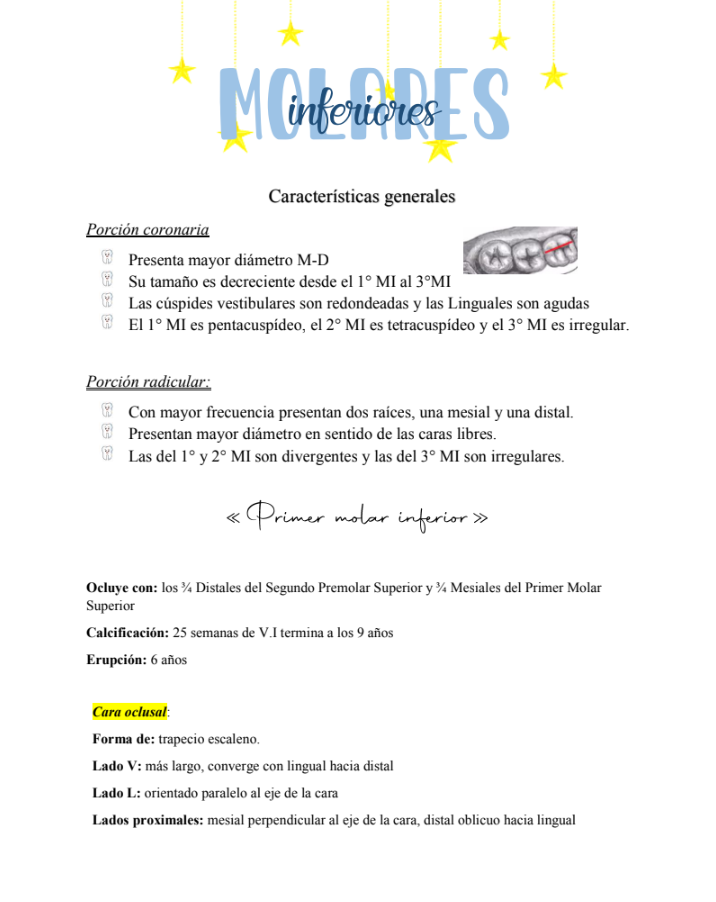 MOLARES
inferiores
Características generales
Porción coronaria
Presenta mayor diámetro M-D
Su tamaño es decreciente desde el 1° MI al 3°MI
Las cúspides vestibulares son redondeadas y las Linguales son agudas
El 1° MI es pentacuspídeo, el 2° MI es tetracuspídeo y el 3° MI es irregular.
Porción radicular:
Con mayor frecuencia presentan dos raíces, una mesial y una distal.
Presentan mayor diámetro en sentido de las caras libres.
Las del 1° y 2° MI son divergentes y las del 3° MI son irregulares.
« Primer molar inferior »
Ocluye con: los ¾ Distales del Segundo Premolar Superior y ¾ Mesiales del Primer Molar
Superior
Calcificación: 25 semanas de V.I termina a los 9 años
Erupción: 6 años
Cara oclusal:
Forma de: trapecio escaleno.
Lado V: más largo, converge con lingual hacia distal
Lado L: orientado paralelo al eje de la cara
Lados proximales: mesial perpendicular al eje de la cara, distal oblicuo hacia lingual